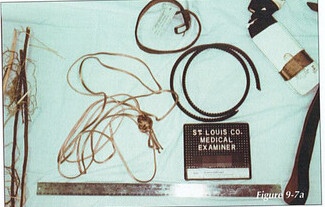 ST. LOUIS CO.
MEDICAL
EXAMINER
Figure 9-7a